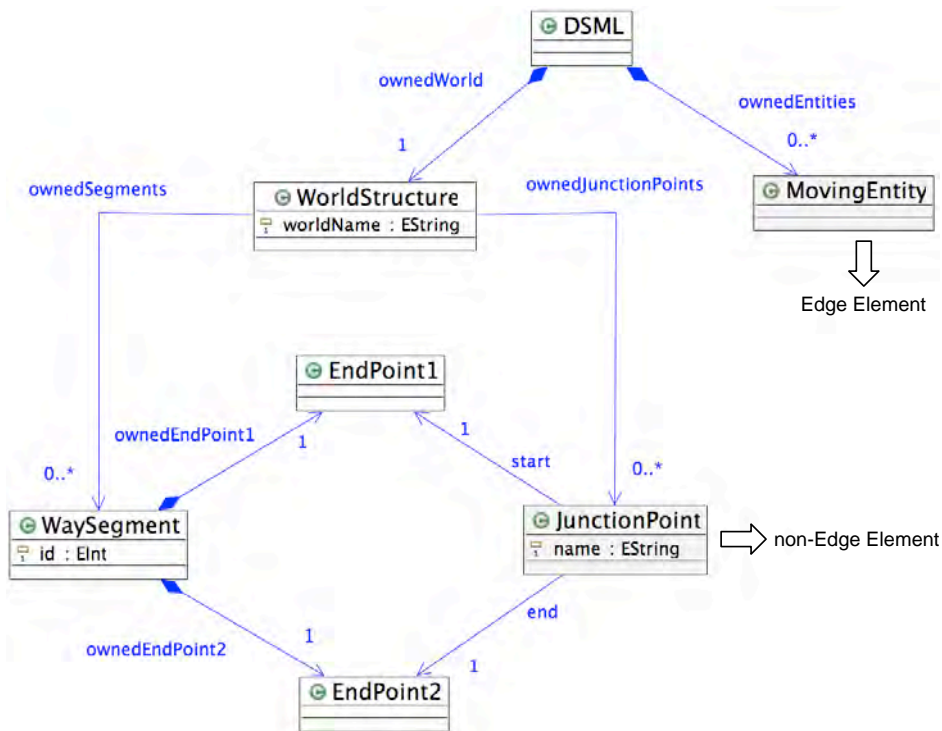 DSML
ownedWorld
ownedEntities
1
0..*
ownedSegments
ownedJunctionPoints
WorldStructure
worldName : EString
MovingEntity
Edge Element
EndPoint1
ownedEndPoint1
1
1
start
0..*
0..*
WaySegment
id : EInt
JunctionPoint
name : EString
non-Edge Element
end
ownedEndPoint2
1
1
EndPoint2